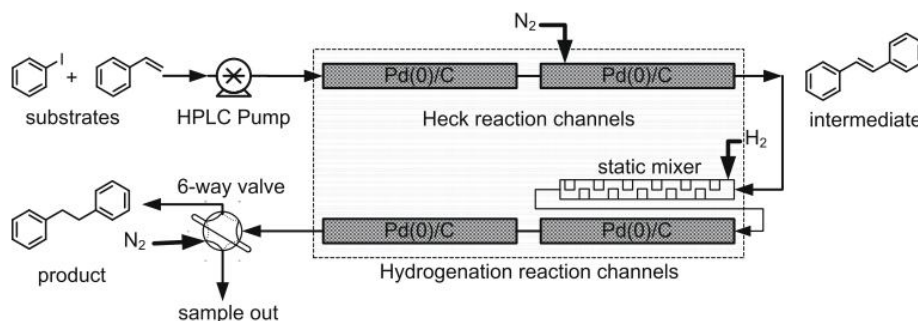 N2
I
+
Pd(0)/C
Pd(0)/C
substrates
HPLC Pump
Heck reaction channels
intermediate
H2
static mixer
6-way valve
N2
Pd(0)/C
Pd(0)/C
product
Hydrogenation reaction channels
sample out